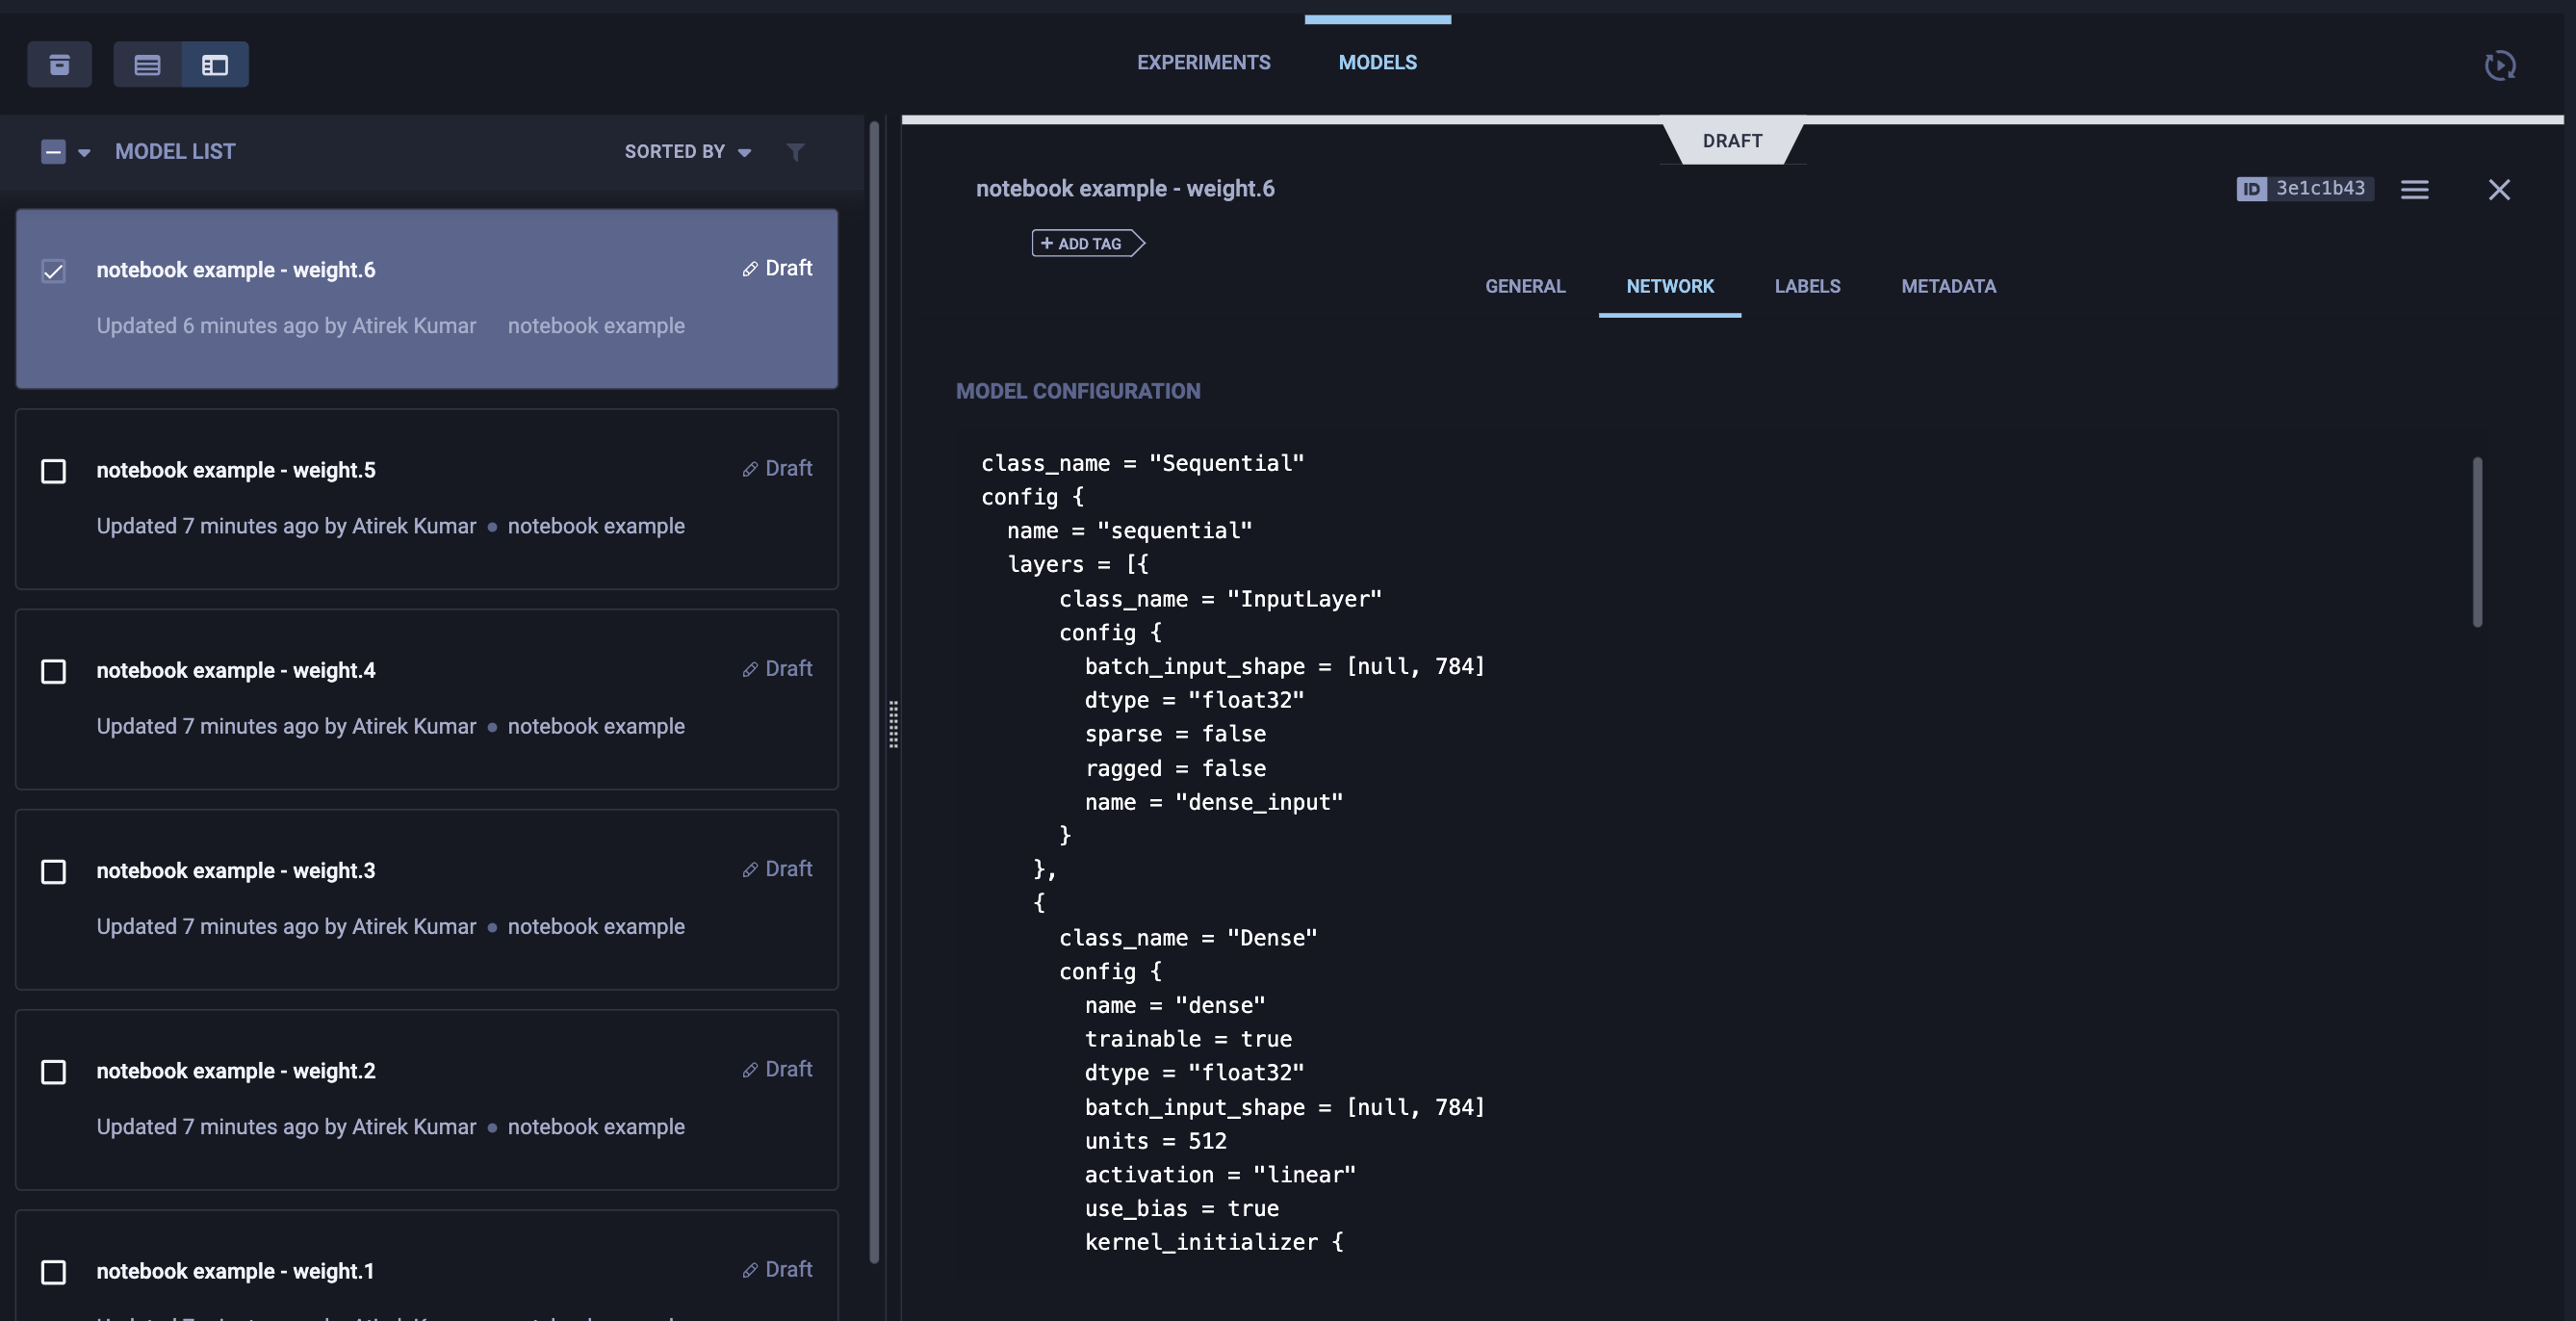 EXPERIMENTS
MODELS
MODEL LIST
SORTED BY
notebook example - weight.6
Draft
Updated 6 minutes ago by Atirek Kumar notebook example
notebook example - weight.5
Draft
Updated 7 minutes ago by Atirek Kumar • notebook example
notebook example - weight.4
Draft
Updated 7 minutes ago by Atirek Kumar • notebook example
notebook example - weight.3
Draft
Updated 7 minutes ago by Atirek Kumar • notebook example
notebook example - weight.2
Draft
Updated 7 minutes ago by Atirek Kumar • notebook example
notebook example - weight.1
Draft
DRAFT
notebook example - weight.6
ID 3e1c1b43
+ ADD TAG
GENERAL
NETWORK
LABELS
METADATA
MODEL CONFIGURATION
class_name = "Sequential"
config {
name = "sequential"
layers = [{
class_name = "InputLayer"
config {
batch_input_shape = [null, 784]
dtype = "float32"
sparse = false
ragged = false
name = "dense_input"
}
},
{
class_name = "Dense"
config {
name = "dense"
trainable = true
dtype = "float32"
batch_input_shape = [null, 784]
units = 512
activation = "linear"
use_bias = true
kernel_initializer {